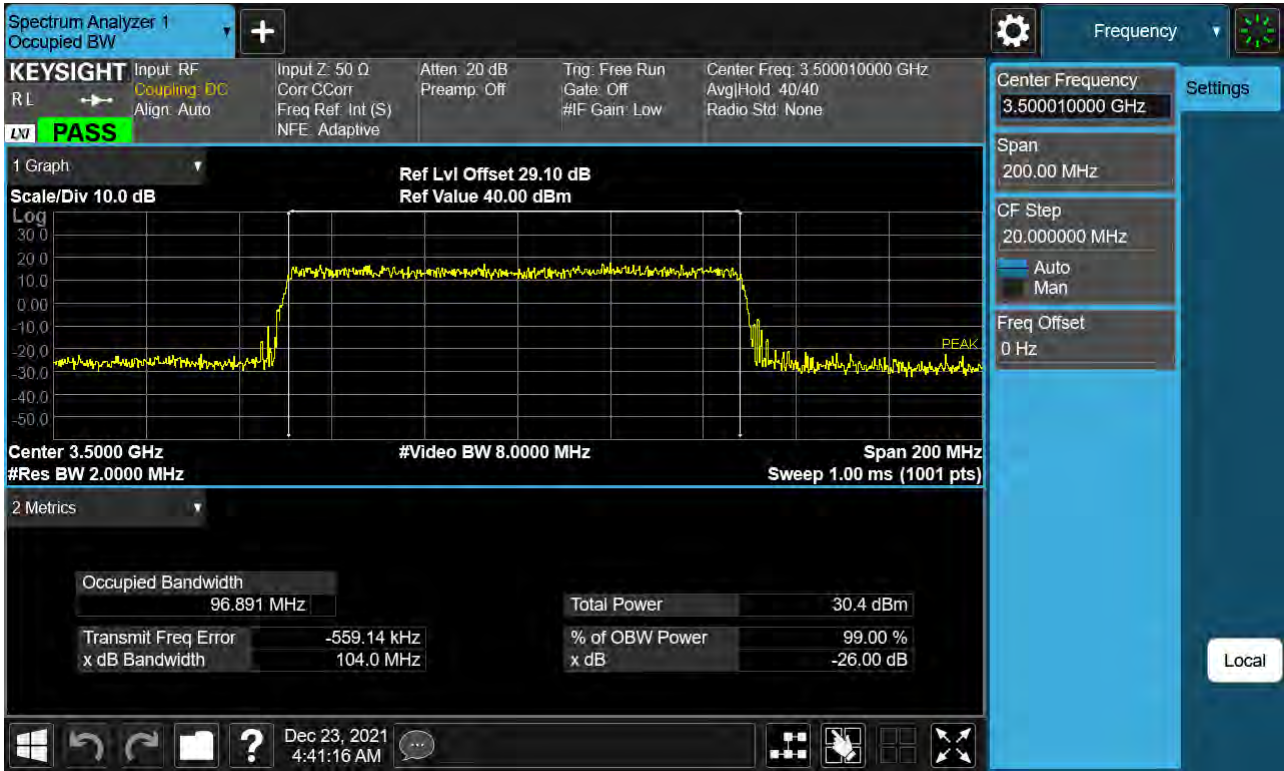 Spectrum Analyzer 1
Occupied BW
Frequency
KEYSIGHT
R L
LXI
PASS
Input: RF
Coupling: DC
Align: Auto
Input Z: 50 Ω
Corr CCorr
Freq Ref: Int (S)
NFE: Adaptive
Atten: 20 dB
Preamp: Off
Trig: Free Run
Gate: Off
#IF Gain: Low
Center Freq: 3.500010000 GHz
Avg|Hold: 40/40
Radio Std: None
Center Frequency
3.500010000 GHz
Settings
Span
200.00 MHz
CF Step
20.000000 MHz
Auto
Man
Freq Offset
0 Hz
Local
1 Graph
Scale/Div 10.0 dB
Ref Lvl Offset 29.10 dB
Ref Value 40.00 dBm
Log
30.0
20.0
10.0
0.00
-10.0
-20.0
-30.0
-40.0
-50.0
PEAK
Center 3.5000 GHz
#Video BW 8.0000 MHz
Span 200 MHz
#Res BW 2.0000 MHz
Sweep 1.00 ms (1001 pts)
2 Metrics
Occupied Bandwidth
96.891 MHz
Total Power 30.4 dBm
Transmit Freq Error -559.14 kHz
% of OBW Power 99.00 %
x dB Bandwidth 104.0 MHz
x dB -26.00 dB
?
Dec 23, 2021
4:41:16 AM